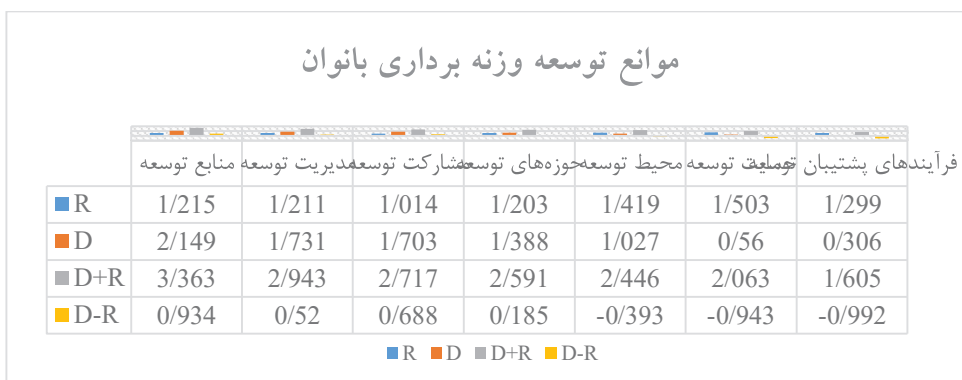 موانع توسعه وزنه برداری بانوان
منابع توسعه مدیریت توسعه مشارکت توسعه حوزه‌های توسعه محیط توسعه حمایت توسعه فرآیندهای پشتیبان
R 1/215 1/211 1/014 1/203 1/419 1/503 1/299
D 2/149 1/731 1/703 1/388 1/027 0/56 0/306
D+R 3/363 2/943 2/717 2/591 2/446 2/063 1/605
D-R 0/934 0/52 0/688 0/185 -0/393 -0/943 -0/992
R D D+R D-R